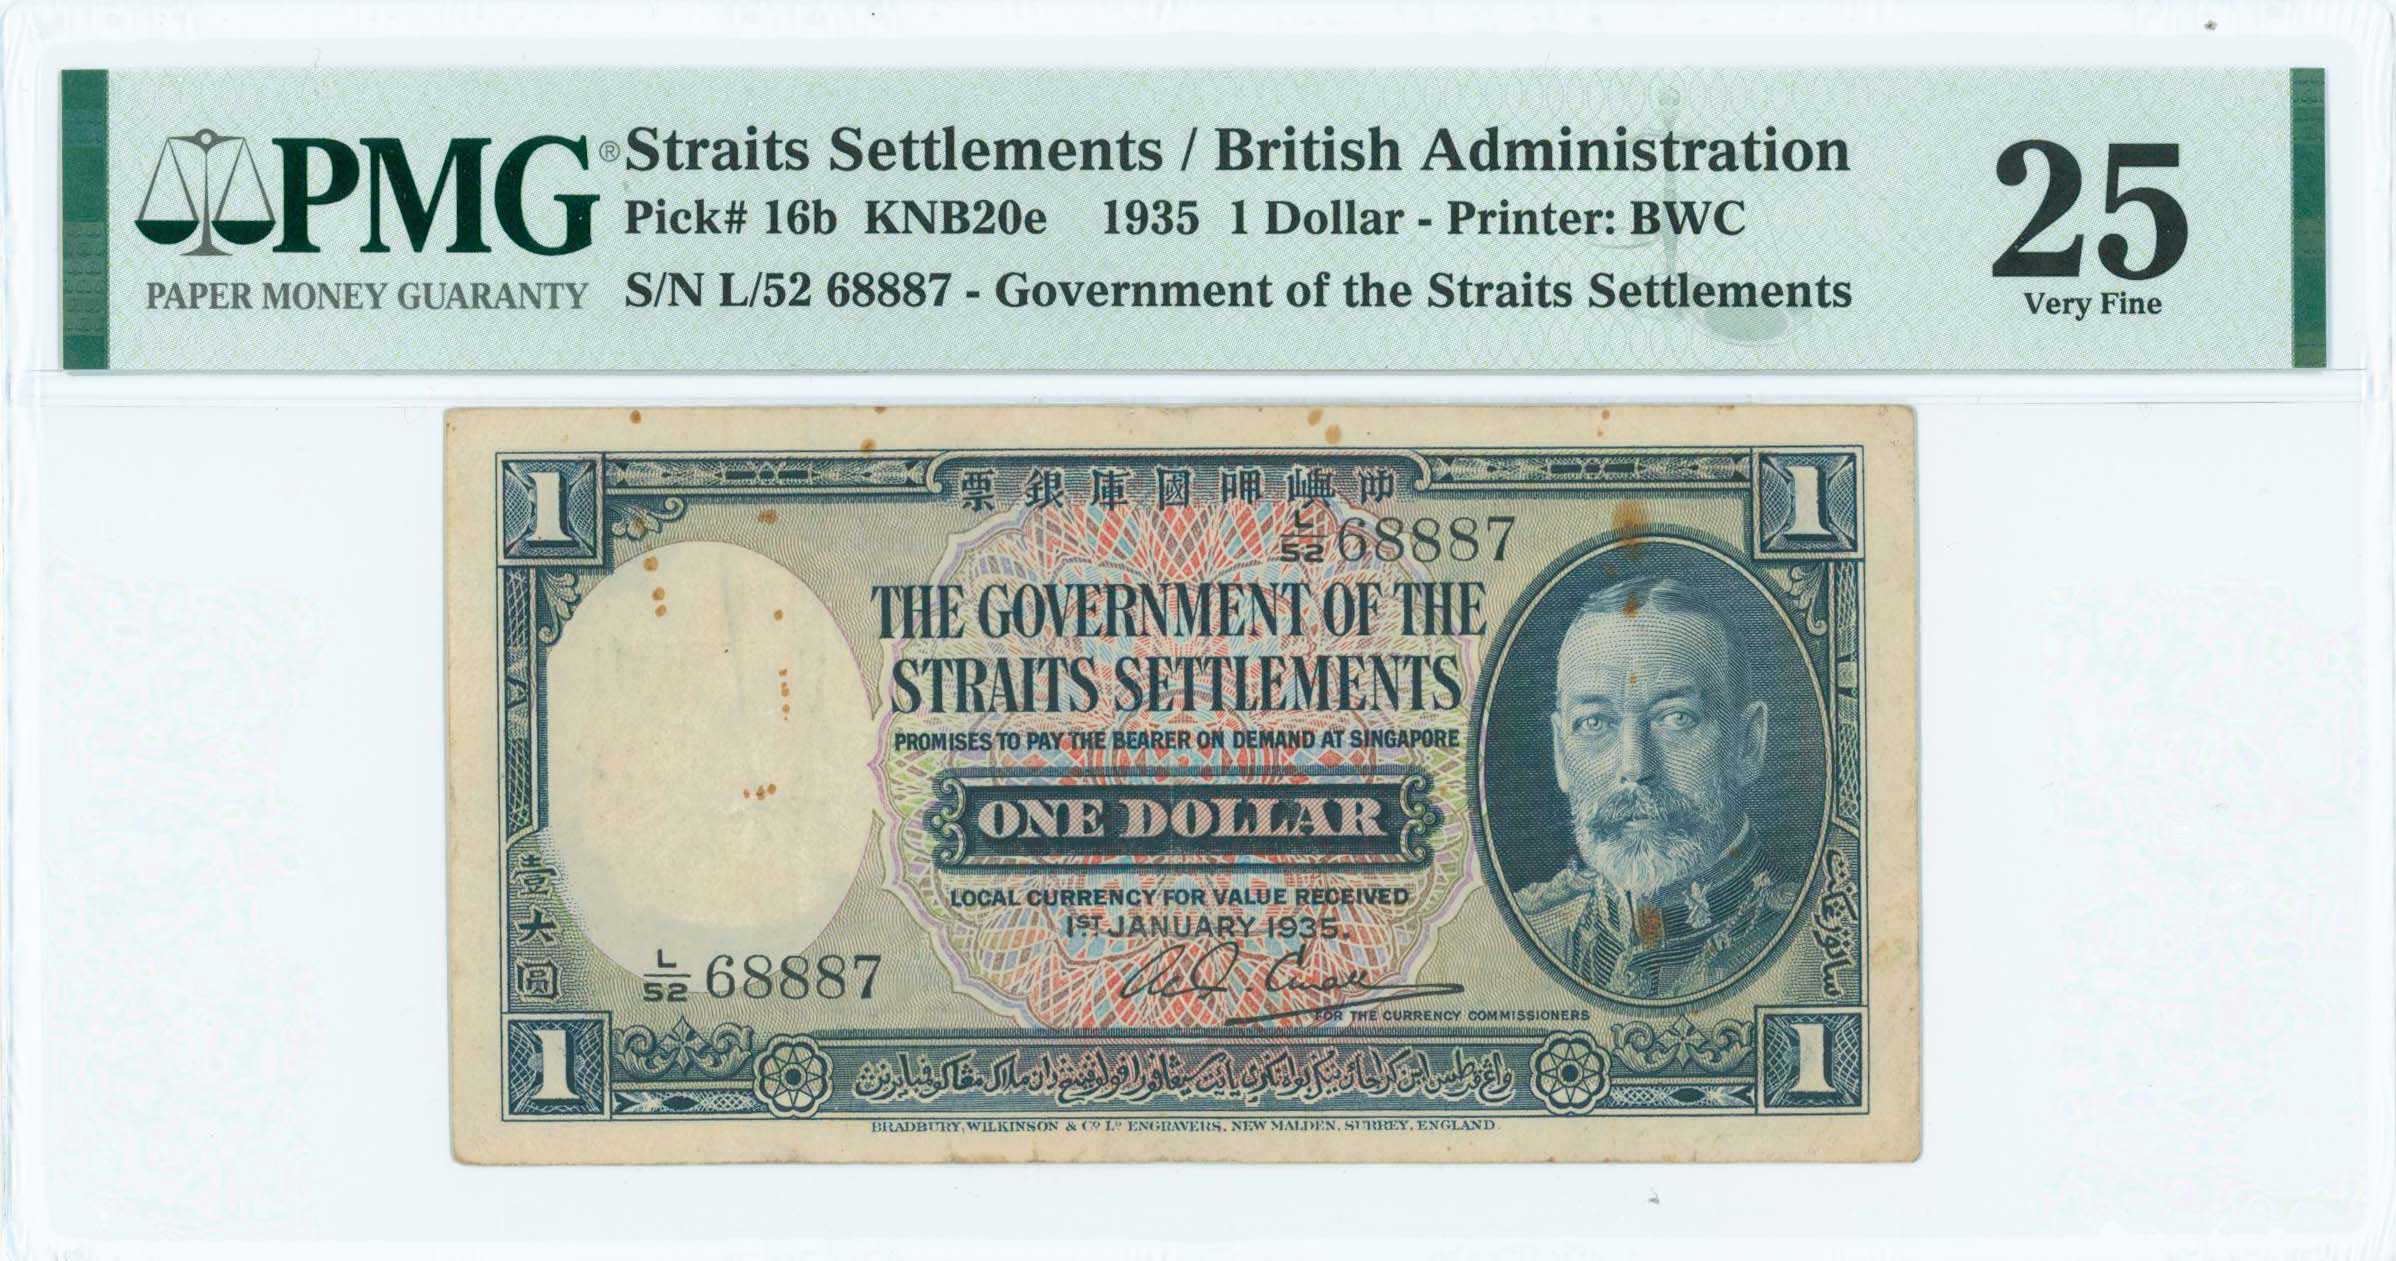 PMG®
PAPER MONEY GUARANTY
Straits Settlements / British Administration
Pick# 16b KNB20e 1935 1 Dollar - Printer: BWC
S/N L/52 68887 - Government of the Straits Settlements
25
Very Fine
1
票銀庫國呷嶼叻
1
L/52 68887
THE GOVERNMENT OF THE
STRAITS SETTLEMENTS
PROMISES TO PAY THE BEARER ON DEMAND AT SINGAPORE
ONE DOLLAR
LOCAL CURRENCY FOR VALUE RECEIVED
1ST JANUARY 1935.
壹大圓
L/52 68887
FOR THE CURRENCY COMMISSIONERS
1
1
BRADBURY, WILKINSON & Co Ld ENGRAVERS, NEW MALDEN, SURREY, ENGLAND.